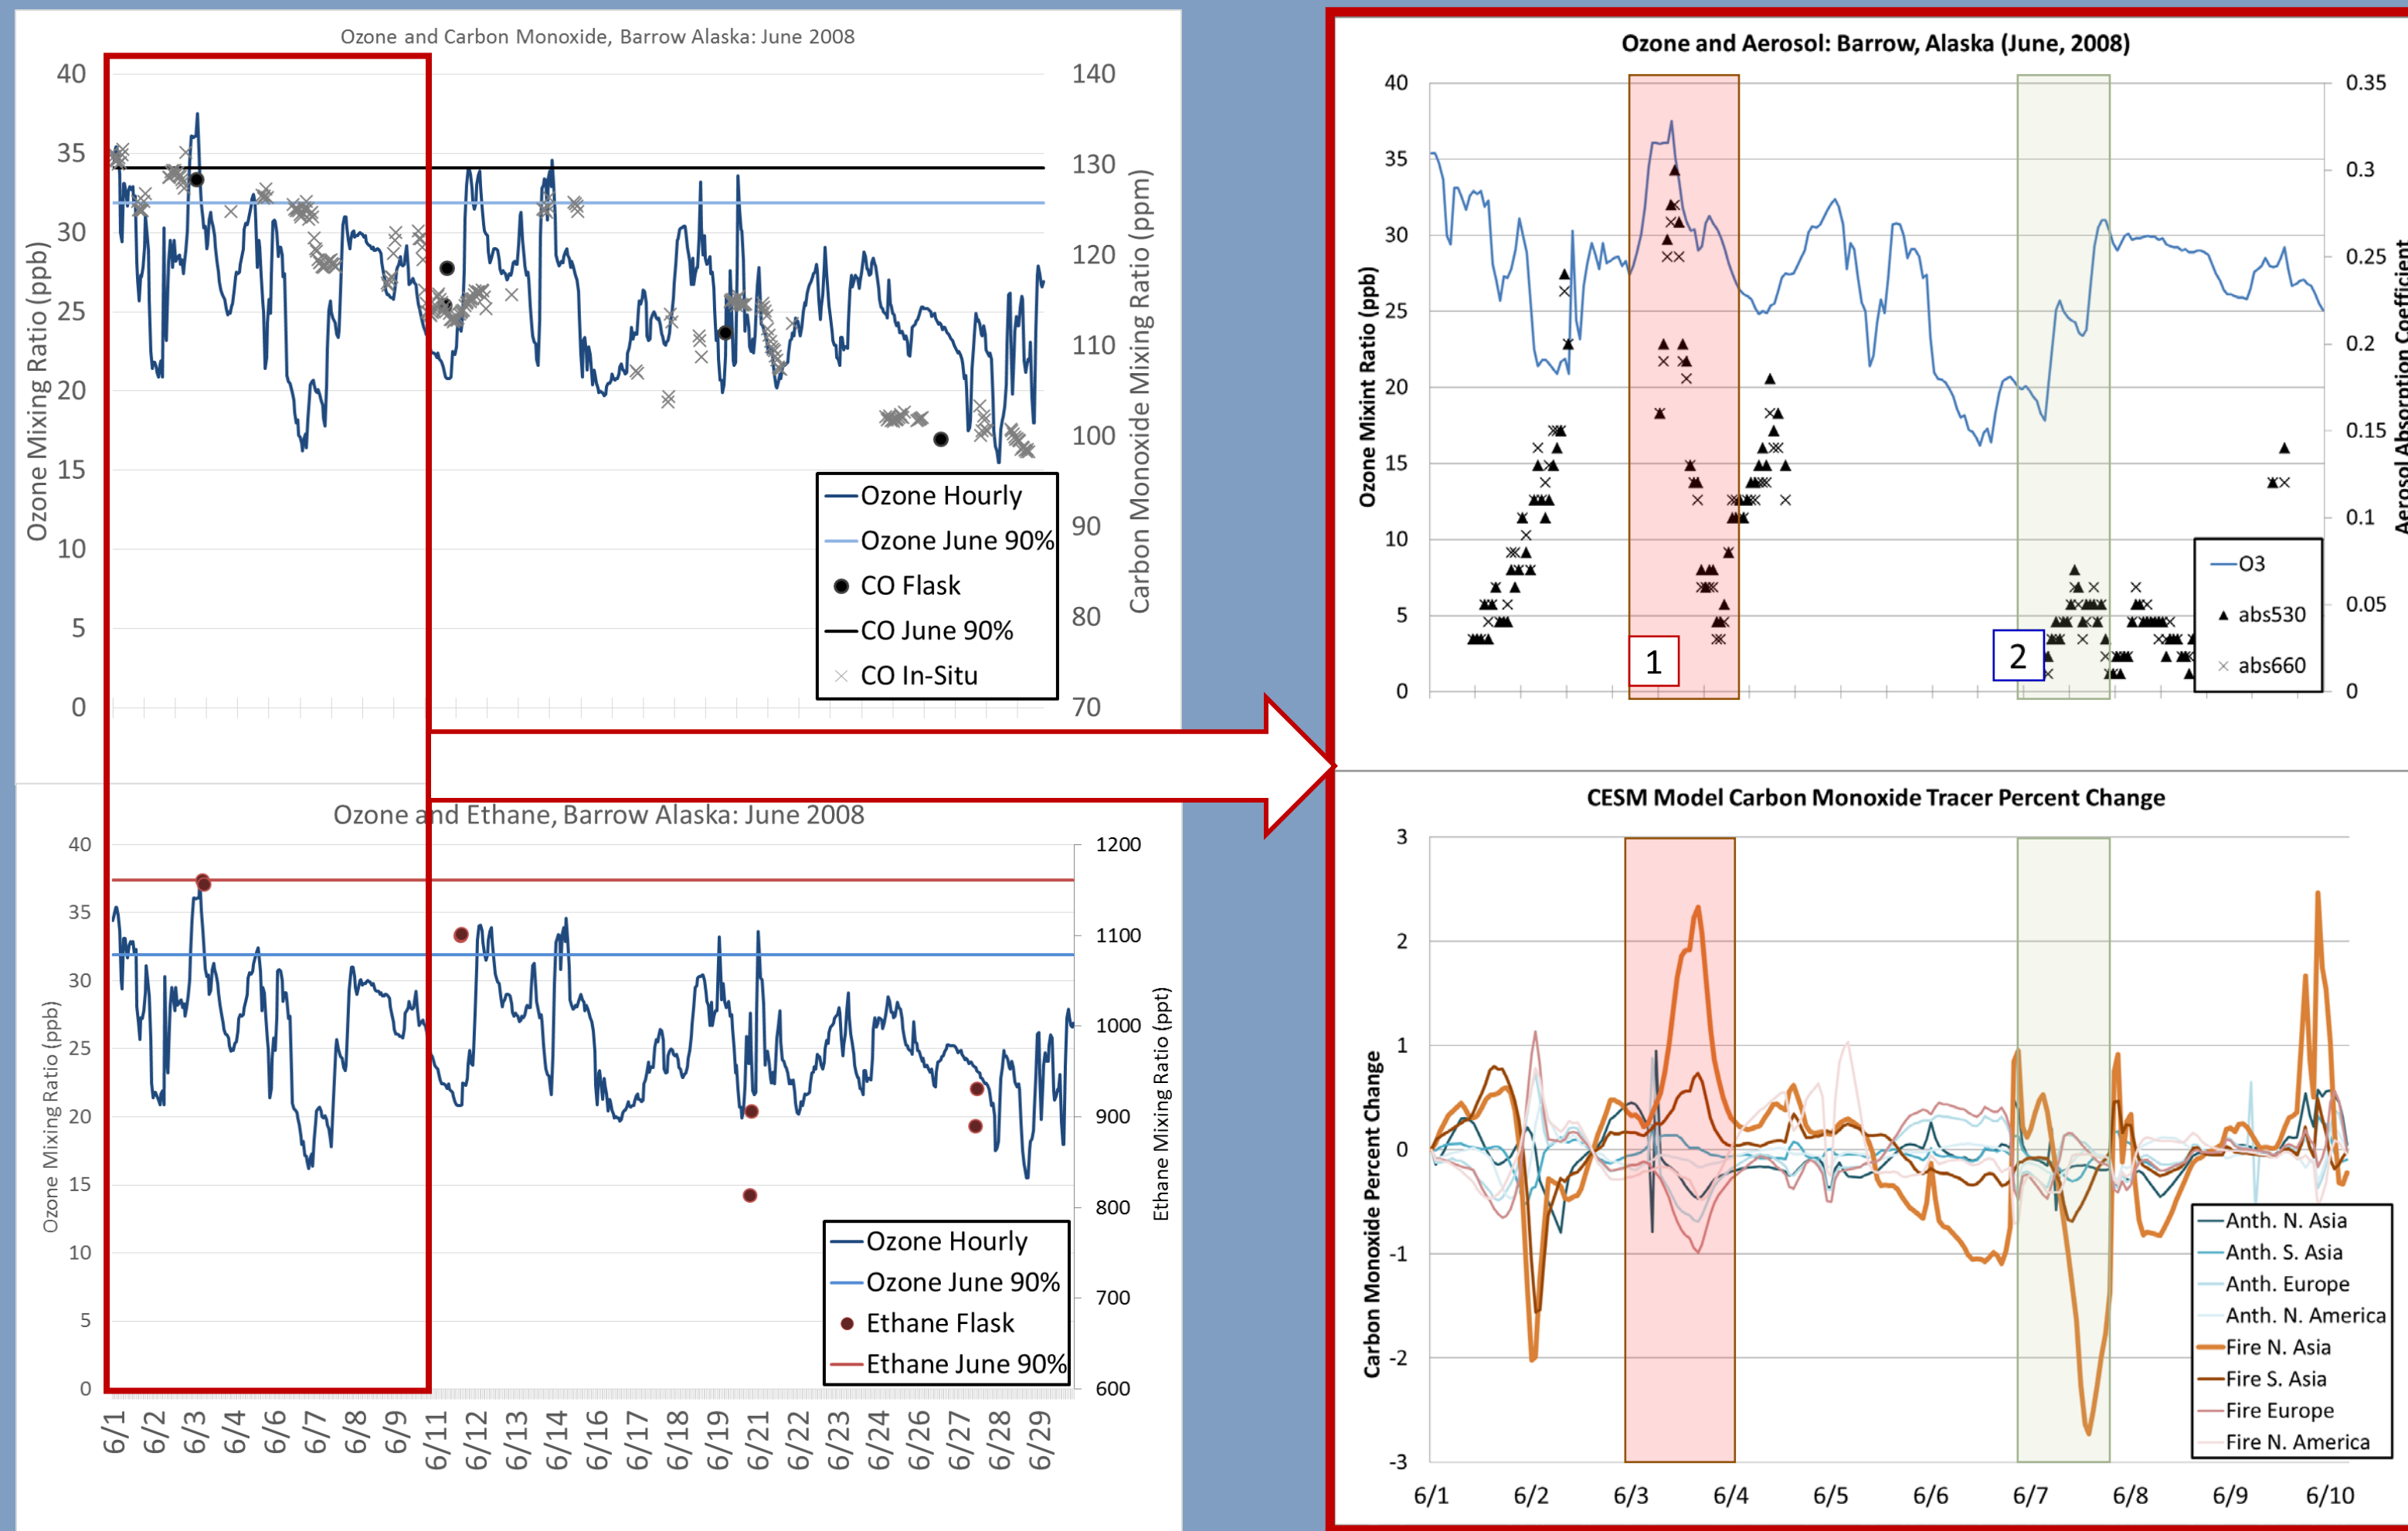 Ozone and Carbon Monoxide, Barrow Alaska: June 2008
40
35
30
25
20
15
10
5
0
Ozone Mixing Ratio (ppb)
140
130
120
110
100
90
80
70
Carbon Monoxide Mixing Ratio (ppm)
Ozone Hourly
Ozone June 90%
CO Flask
CO June 90%
CO In-Situ
Ozone and Ethane, Barrow Alaska: June 2008
40
35
30
25
20
15
10
5
0
Ozone Mixing Ratio (ppb)
1200
1100
1000
900
800
700
600
Ethane Mixing Ratio (ppt)
Ozone Hourly
Ozone June 90%
Ethane Flask
Ethane June 90%
6/1 6/2 6/3 6/4 6/6 6/7 6/8 6/9 6/11 6/12 6/13 6/14 6/16 6/17 6/18 6/19 6/21 6/22 6/23 6/24 6/26 6/27 6/28 6/29
Ozone and Aerosol: Barrow, Alaska (June, 2008)
40
35
30
25
20
15
10
5
0
Ozone Mixint Ratio (ppb)
0.35
0.3
0.25
0.2
0.15
0.1
0.05
0
Aerosol Absorption Coefficient
1
2
O3
abs530
abs660
CESM Model Carbon Monoxide Tracer Percent Change
3
2
1
0
-1
-2
-3
Carbon Monoxide Percent Change
Anth. N. Asia
Anth. S. Asia
Anth. Europe
Anth. N. America
Fire N. Asia
Fire S. Asia
Fire Europe
Fire N. America
6/1 6/2 6/3 6/4 6/5 6/6 6/7 6/8 6/9 6/10